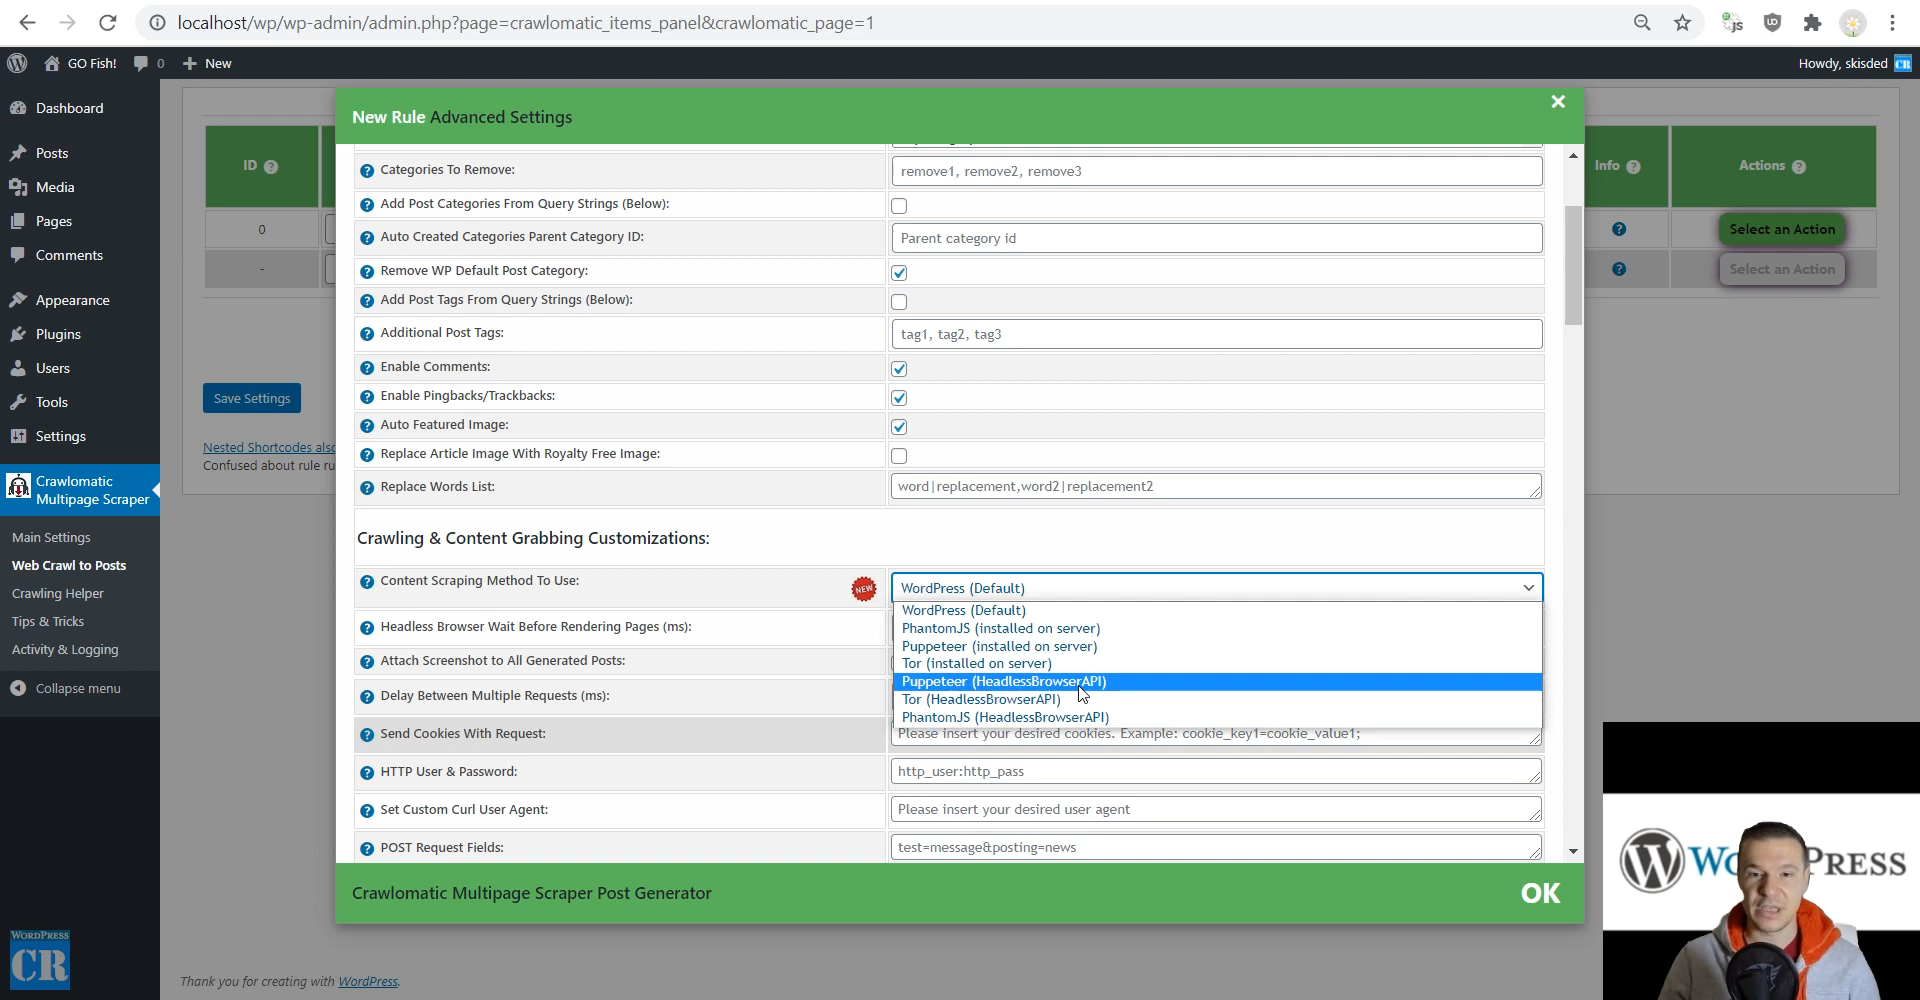 localhost/wp/wp-admin/admin.php?page=crawlomatic_items_panel&crawlomatic_page=1
GO Fish!
0
New
Howdy, skisded
CR
Dashboard
Posts
Media
Pages
Comments
Appearance
Plugins
Users
Tools
Settings
Crawlomatic
Multipage Scraper
Main Settings
Web Crawl to Posts
Crawling Helper
Tips & Tricks
Activity & Logging
Collapse menu
WORDPRESS
CR
ID
0
-
Save Settings
Nested Shortcodes also
Confused about rule ru
Thank you for creating with WordPress.
New Rule Advanced Settings
×
Categories To Remove:
remove1, remove2, remove3
Add Post Categories From Query Strings (Below):
Auto Created Categories Parent Category ID:
Parent category id
Remove WP Default Post Category:
Add Post Tags From Query Strings (Below):
Additional Post Tags:
tag1, tag2, tag3
Enable Comments:
Enable Pingbacks/Trackbacks:
Auto Featured Image:
Replace Article Image With Royalty Free Image:
Replace Words List:
word|replacement,word2|replacement2
Crawling & Content Grabbing Customizations:
Content Scraping Method To Use:
NEW
WordPress (Default)
WordPress (Default)
PhantomJS (installed on server)
Puppeteer (installed on server)
Tor (installed on server)
Puppeteer (HeadlessBrowserAPI)
Tor (HeadlessBrowserAPI)
PhantomJS (HeadlessBrowserAPI)
Headless Browser Wait Before Rendering Pages (ms):
Attach Screenshot to All Generated Posts:
Delay Between Multiple Requests (ms):
Send Cookies With Request:
Please insert your desired cookies. Example: cookie_key1=cookie_value1;
HTTP User & Password:
http_user:http_pass
Set Custom Curl User Agent:
Please insert your desired user agent
POST Request Fields:
test=message&posting=news
Crawlomatic Multipage Scraper Post Generator
OK
Info
Actions
Select an Action
Select an Action
JS
UO